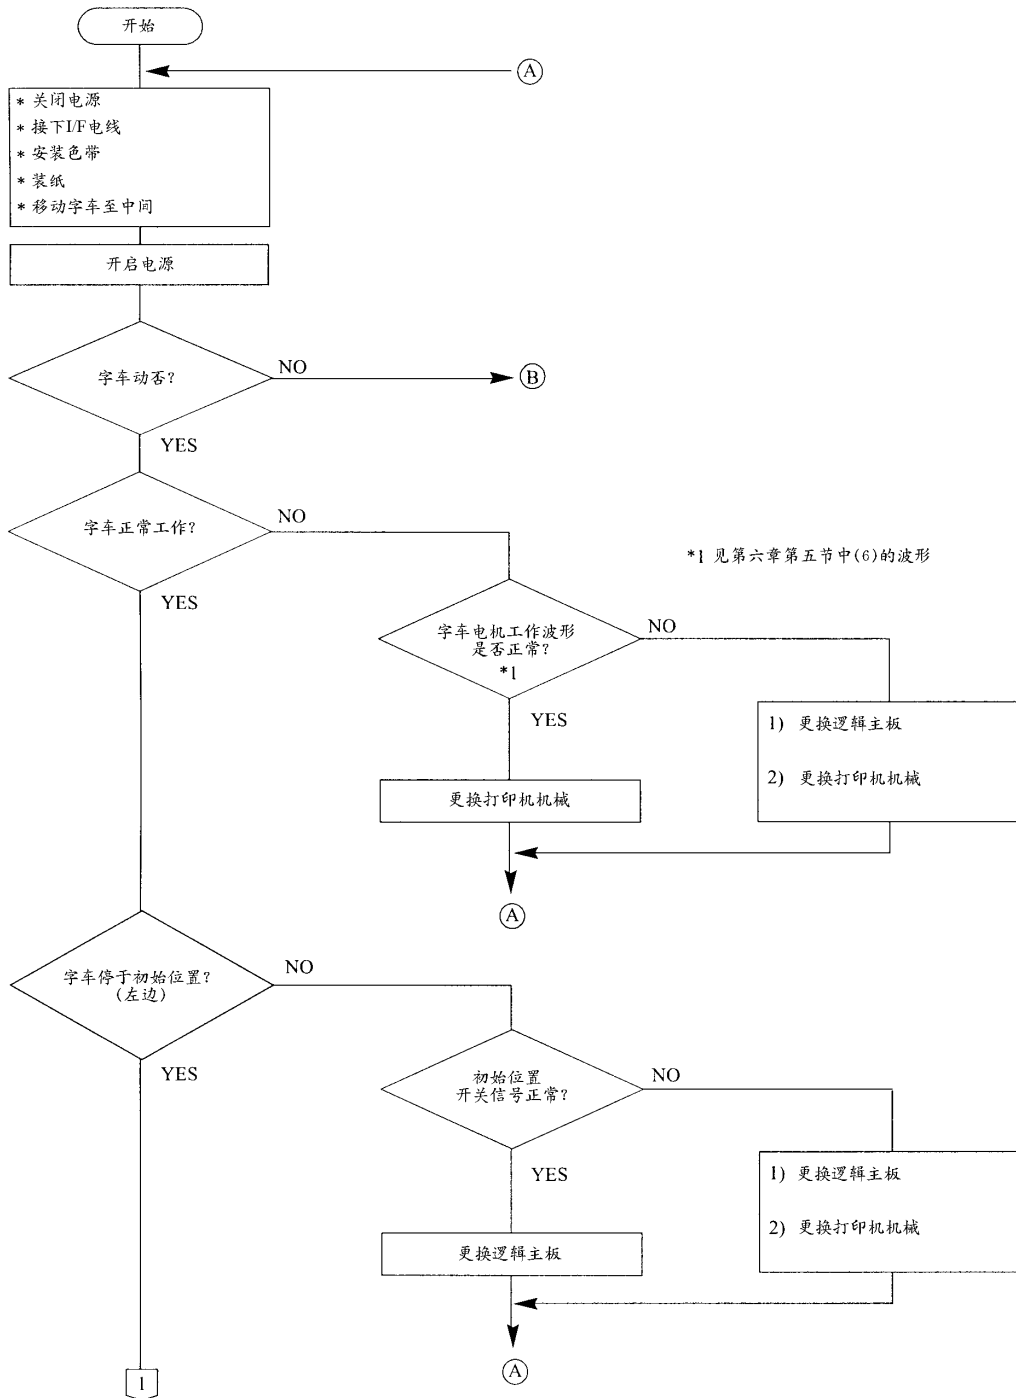 开始
A
* 关闭电源
* 接下I/F电线
* 安装色带
* 装纸
* 移动字车至中间
开启电源
字车动否?
NO
B
YES
字车正常工作?
NO
*1 见第六章第五节中(6)的波形
YES
字车电机工作波形
是否正常?
*1
NO
YES
1) 更换逻辑主板
2) 更换打印机机械
更换打印机机械
A
字车停于初始位置?
(左边)
NO
YES
初始位置
开关信号正常?
NO
YES
1) 更换逻辑主板
2) 更换打印机机械
更换逻辑主板
A
1